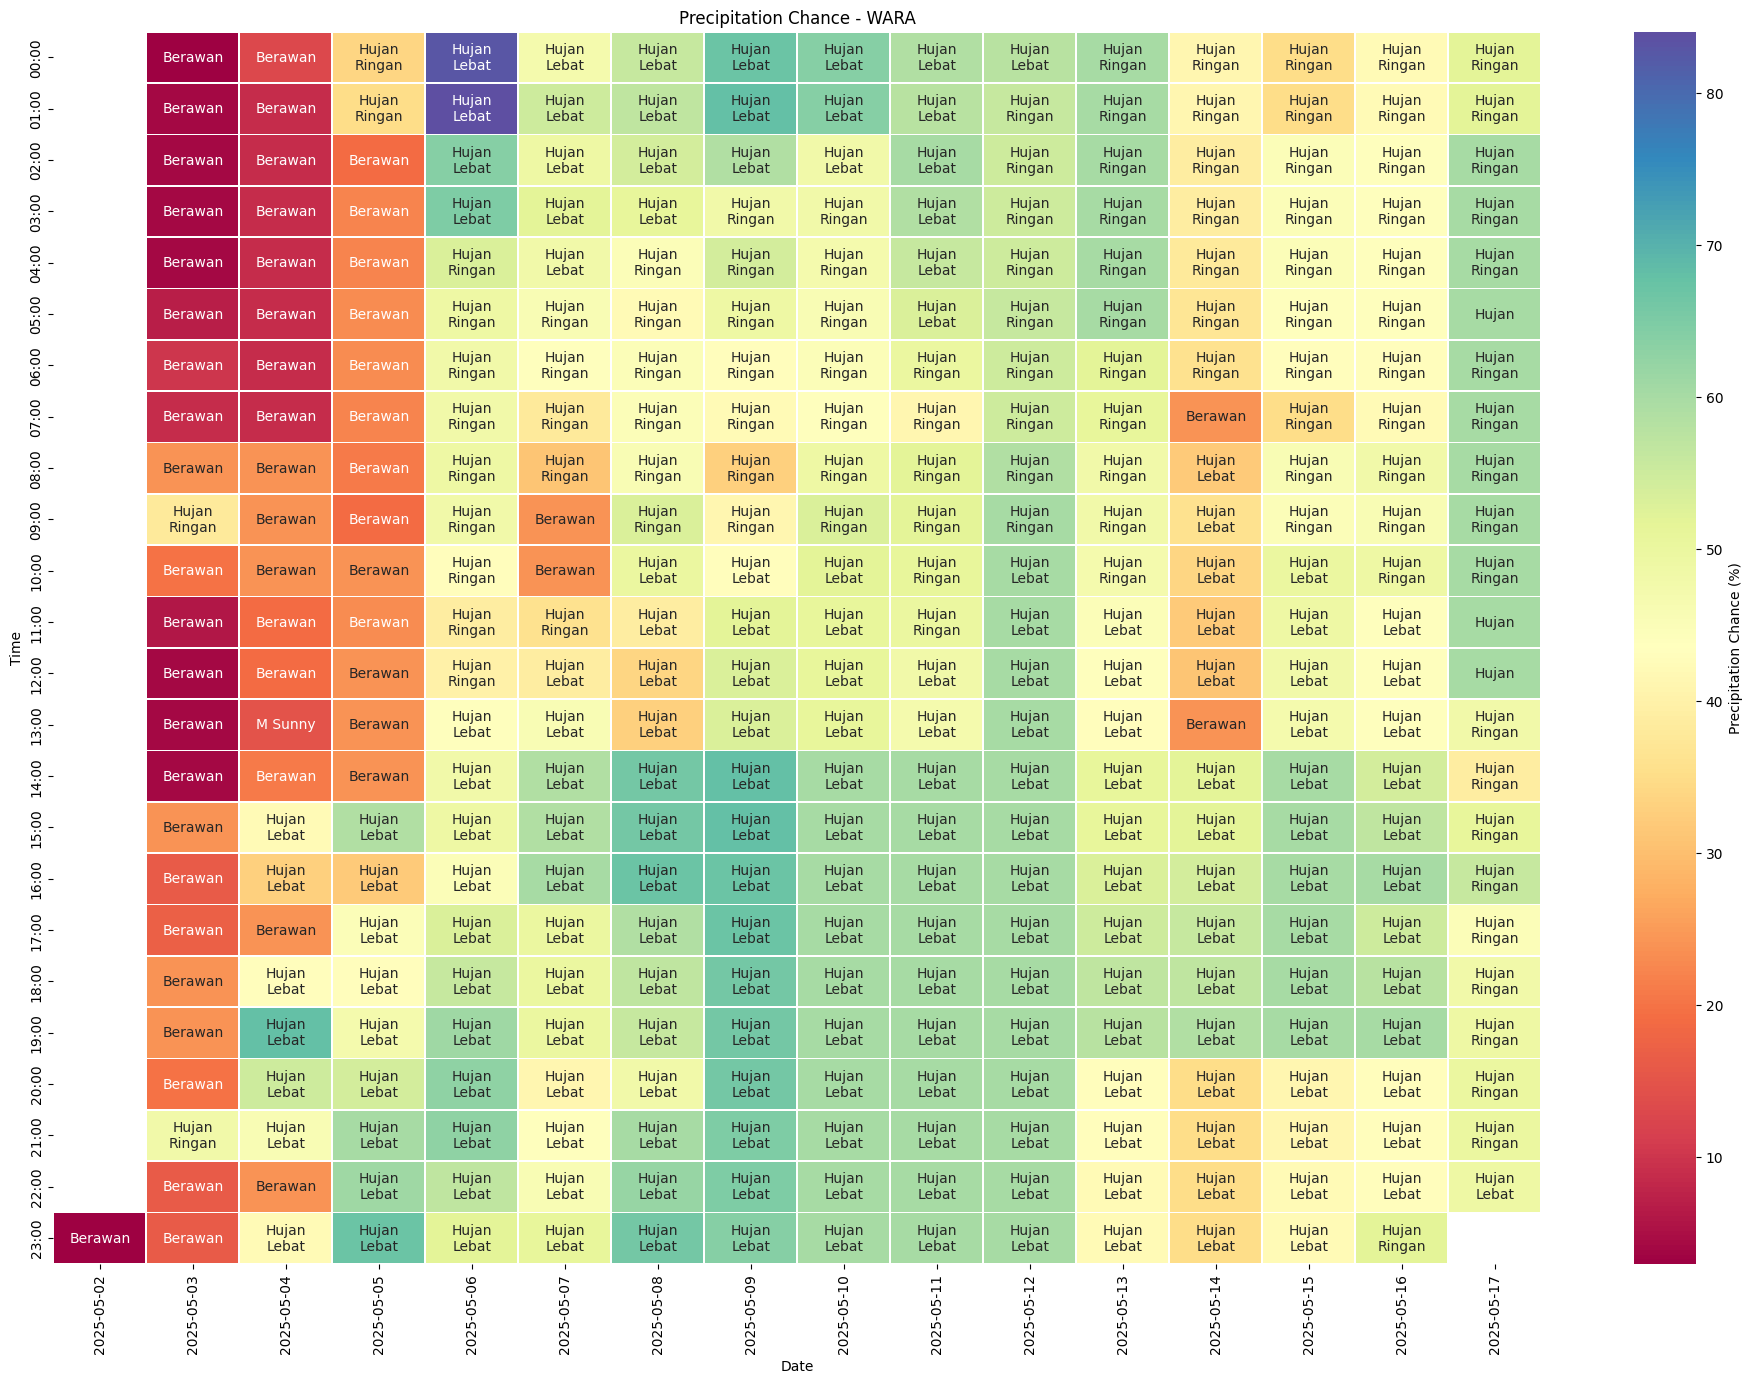 Precipitation Chance - WARA
00:00 Berawan Berawan Hujan Ringan Hujan Lebat Hujan Lebat Hujan Lebat Hujan Lebat Hujan Lebat Hujan Lebat Hujan Lebat Hujan Ringan Hujan Ringan Hujan Ringan Hujan Ringan Hujan Ringan
01:00 Berawan Berawan Hujan Ringan Hujan Lebat Hujan Lebat Hujan Lebat Hujan Lebat Hujan Lebat Hujan Lebat Hujan Ringan Hujan Ringan Hujan Ringan Hujan Ringan Hujan Ringan Hujan Ringan
02:00 Berawan Berawan Berawan Hujan Lebat Hujan Lebat Hujan Lebat Hujan Lebat Hujan Lebat Hujan Lebat Hujan Ringan Hujan Ringan Hujan Ringan Hujan Ringan Hujan Ringan Hujan Ringan
03:00 Berawan Berawan Berawan Hujan Lebat Hujan Lebat Hujan Lebat Hujan Ringan Hujan Ringan Hujan Lebat Hujan Ringan Hujan Ringan Hujan Ringan Hujan Ringan Hujan Ringan Hujan Ringan
04:00 Berawan Berawan Berawan Hujan Ringan Hujan Lebat Hujan Ringan Hujan Ringan Hujan Ringan Hujan Lebat Hujan Ringan Hujan Ringan Hujan Ringan Hujan Ringan Hujan Ringan Hujan Ringan
05:00 Berawan Berawan Berawan Hujan Ringan Hujan Ringan Hujan Ringan Hujan Ringan Hujan Ringan Hujan Lebat Hujan Ringan Hujan Ringan Hujan Ringan Hujan Ringan Hujan Ringan Hujan
06:00 Berawan Berawan Berawan Hujan Ringan Hujan Ringan Hujan Ringan Hujan Ringan Hujan Ringan Hujan Ringan Hujan Ringan Hujan Ringan Hujan Ringan Hujan Ringan Hujan Ringan Hujan Ringan
07:00 Berawan Berawan Berawan Hujan Ringan Hujan Ringan Hujan Ringan Hujan Ringan Hujan Ringan Hujan Ringan Hujan Ringan Hujan Ringan Berawan Hujan Ringan Hujan Ringan Hujan Ringan
08:00 Berawan Berawan Berawan Hujan Ringan Hujan Ringan Hujan Ringan Hujan Ringan Hujan Ringan Hujan Ringan Hujan Ringan Hujan Ringan Hujan Lebat Hujan Ringan Hujan Ringan Hujan Ringan
09:00 Hujan Ringan Berawan Berawan Hujan Ringan Berawan Hujan Ringan Hujan Ringan Hujan Ringan Hujan Ringan Hujan Ringan Hujan Ringan Hujan Lebat Hujan Ringan Hujan Ringan Hujan Ringan
10:00 Berawan Berawan Berawan Hujan Ringan Berawan Hujan Lebat Hujan Lebat Hujan Lebat Hujan Ringan Hujan Lebat Hujan Ringan Hujan Lebat Hujan Lebat Hujan Ringan Hujan Ringan
11:00 Berawan Berawan Berawan Hujan Ringan Hujan Ringan Hujan Lebat Hujan Lebat Hujan Lebat Hujan Ringan Hujan Lebat Hujan Lebat Hujan Lebat Hujan Lebat Hujan Lebat Hujan
12:00 Berawan Berawan Berawan Hujan Ringan Hujan Lebat Hujan Lebat Hujan Lebat Hujan Lebat Hujan Lebat Hujan Lebat Hujan Lebat Hujan Lebat Hujan Lebat Hujan Lebat Hujan
13:00 Berawan M Sunny Berawan Hujan Lebat Hujan Lebat Hujan Lebat Hujan Lebat Hujan Lebat Hujan Lebat Hujan Lebat Hujan Lebat Berawan Hujan Lebat Hujan Lebat Hujan Ringan
14:00 Berawan Berawan Berawan Hujan Lebat Hujan Lebat Hujan Lebat Hujan Lebat Hujan Lebat Hujan Lebat Hujan Lebat Hujan Lebat Hujan Lebat Hujan Lebat Hujan Lebat Hujan Ringan
15:00 Berawan Hujan Lebat Hujan Lebat Hujan Lebat Hujan Lebat Hujan Lebat Hujan Lebat Hujan Lebat Hujan Lebat Hujan Lebat Hujan Lebat Hujan Lebat Hujan Lebat Hujan Lebat Hujan Ringan
16:00 Berawan Hujan Lebat Hujan Lebat Hujan Lebat Hujan Lebat Hujan Lebat Hujan Lebat Hujan Lebat Hujan Lebat Hujan Lebat Hujan Lebat Hujan Lebat Hujan Lebat Hujan Lebat Hujan Ringan
17:00 Berawan Berawan Hujan Lebat Hujan Lebat Hujan Lebat Hujan Lebat Hujan Lebat Hujan Lebat Hujan Lebat Hujan Lebat Hujan Lebat Hujan Lebat Hujan Lebat Hujan Lebat Hujan Ringan
18:00 Berawan Hujan Lebat Hujan Lebat Hujan Lebat Hujan Lebat Hujan Lebat Hujan Lebat Hujan Lebat Hujan Lebat Hujan Lebat Hujan Lebat Hujan Lebat Hujan Lebat Hujan Lebat Hujan Ringan
19:00 Berawan Hujan Lebat Hujan Lebat Hujan Lebat Hujan Lebat Hujan Lebat Hujan Lebat Hujan Lebat Hujan Lebat Hujan Lebat Hujan Lebat Hujan Lebat Hujan Lebat Hujan Lebat Hujan Ringan
20:00 Berawan Hujan Lebat Hujan Lebat Hujan Lebat Hujan Lebat Hujan Lebat Hujan Lebat Hujan Lebat Hujan Lebat Hujan Lebat Hujan Lebat Hujan Lebat Hujan Lebat Hujan Lebat Hujan Ringan
21:00 Hujan Ringan Hujan Lebat Hujan Lebat Hujan Lebat Hujan Lebat Hujan Lebat Hujan Lebat Hujan Lebat Hujan Lebat Hujan Lebat Hujan Lebat Hujan Lebat Hujan Lebat Hujan Lebat Hujan Ringan
22:00 Berawan Berawan Hujan Lebat Hujan Lebat Hujan Lebat Hujan Lebat Hujan Lebat Hujan Lebat Hujan Lebat Hujan Lebat Hujan Lebat Hujan Lebat Hujan Lebat Hujan Lebat Hujan Lebat
23:00 Berawan Berawan Hujan Lebat Hujan Lebat Hujan Lebat Hujan Lebat Hujan Lebat Hujan Lebat Hujan Lebat Hujan Lebat Hujan Lebat Hujan Lebat Hujan Lebat Hujan Lebat Hujan Ringan
Time
2025-05-02 2025-05-03 2025-05-04 2025-05-05 2025-05-06 2025-05-07 2025-05-08 2025-05-09 2025-05-10 2025-05-11 2025-05-12 2025-05-13 2025-05-14 2025-05-15 2025-05-16 2025-05-17
Date
80
70
60
50
40
30
20
10
Precipitation Chance (%)